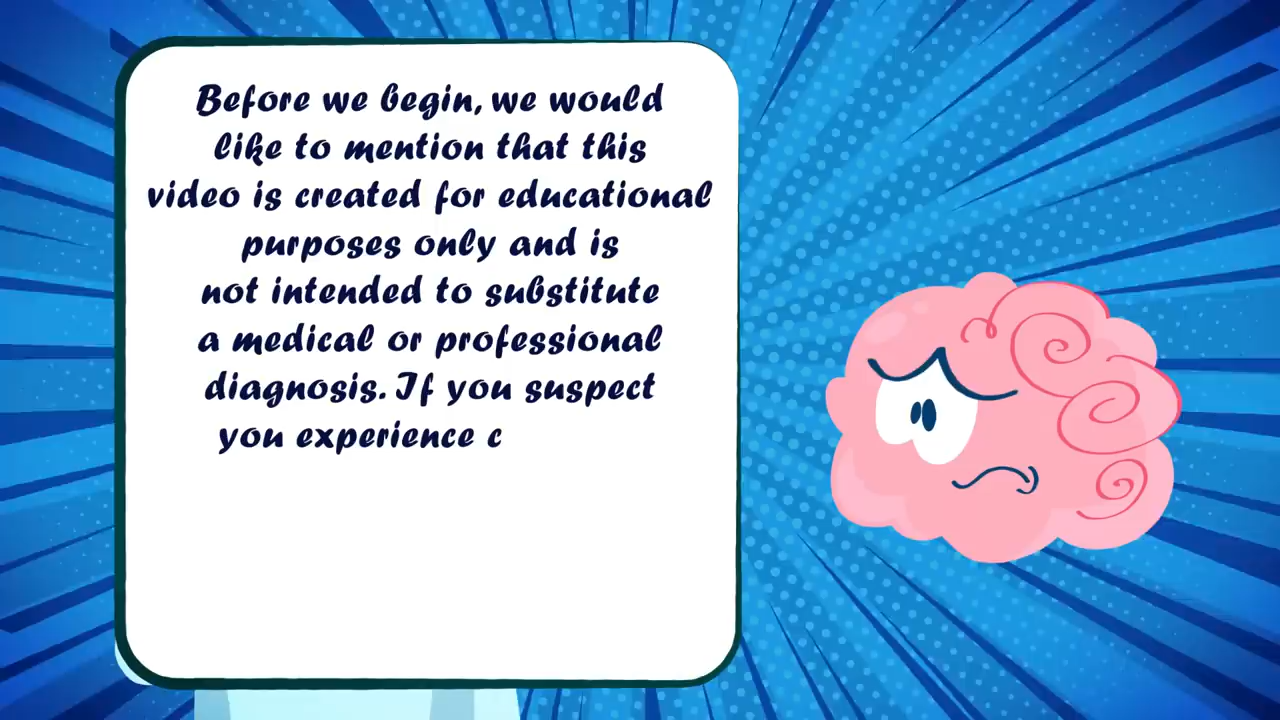 Before we begin, we would
like to mention that this
video is created for educational
purposes only and is
not intended to substitute
a medical or professional
diagnosis. If you suspect
you experience c